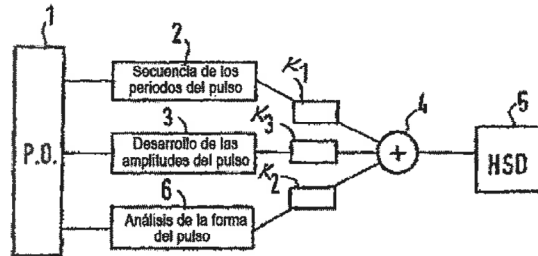 1
P.O.
2
Secuencia de los
periodos del pulso
3
Desarrollo de las
amplitudes del pulso
6
Análisis de la forma
del pulso
K1
K3
K2
4
+
5
HSD